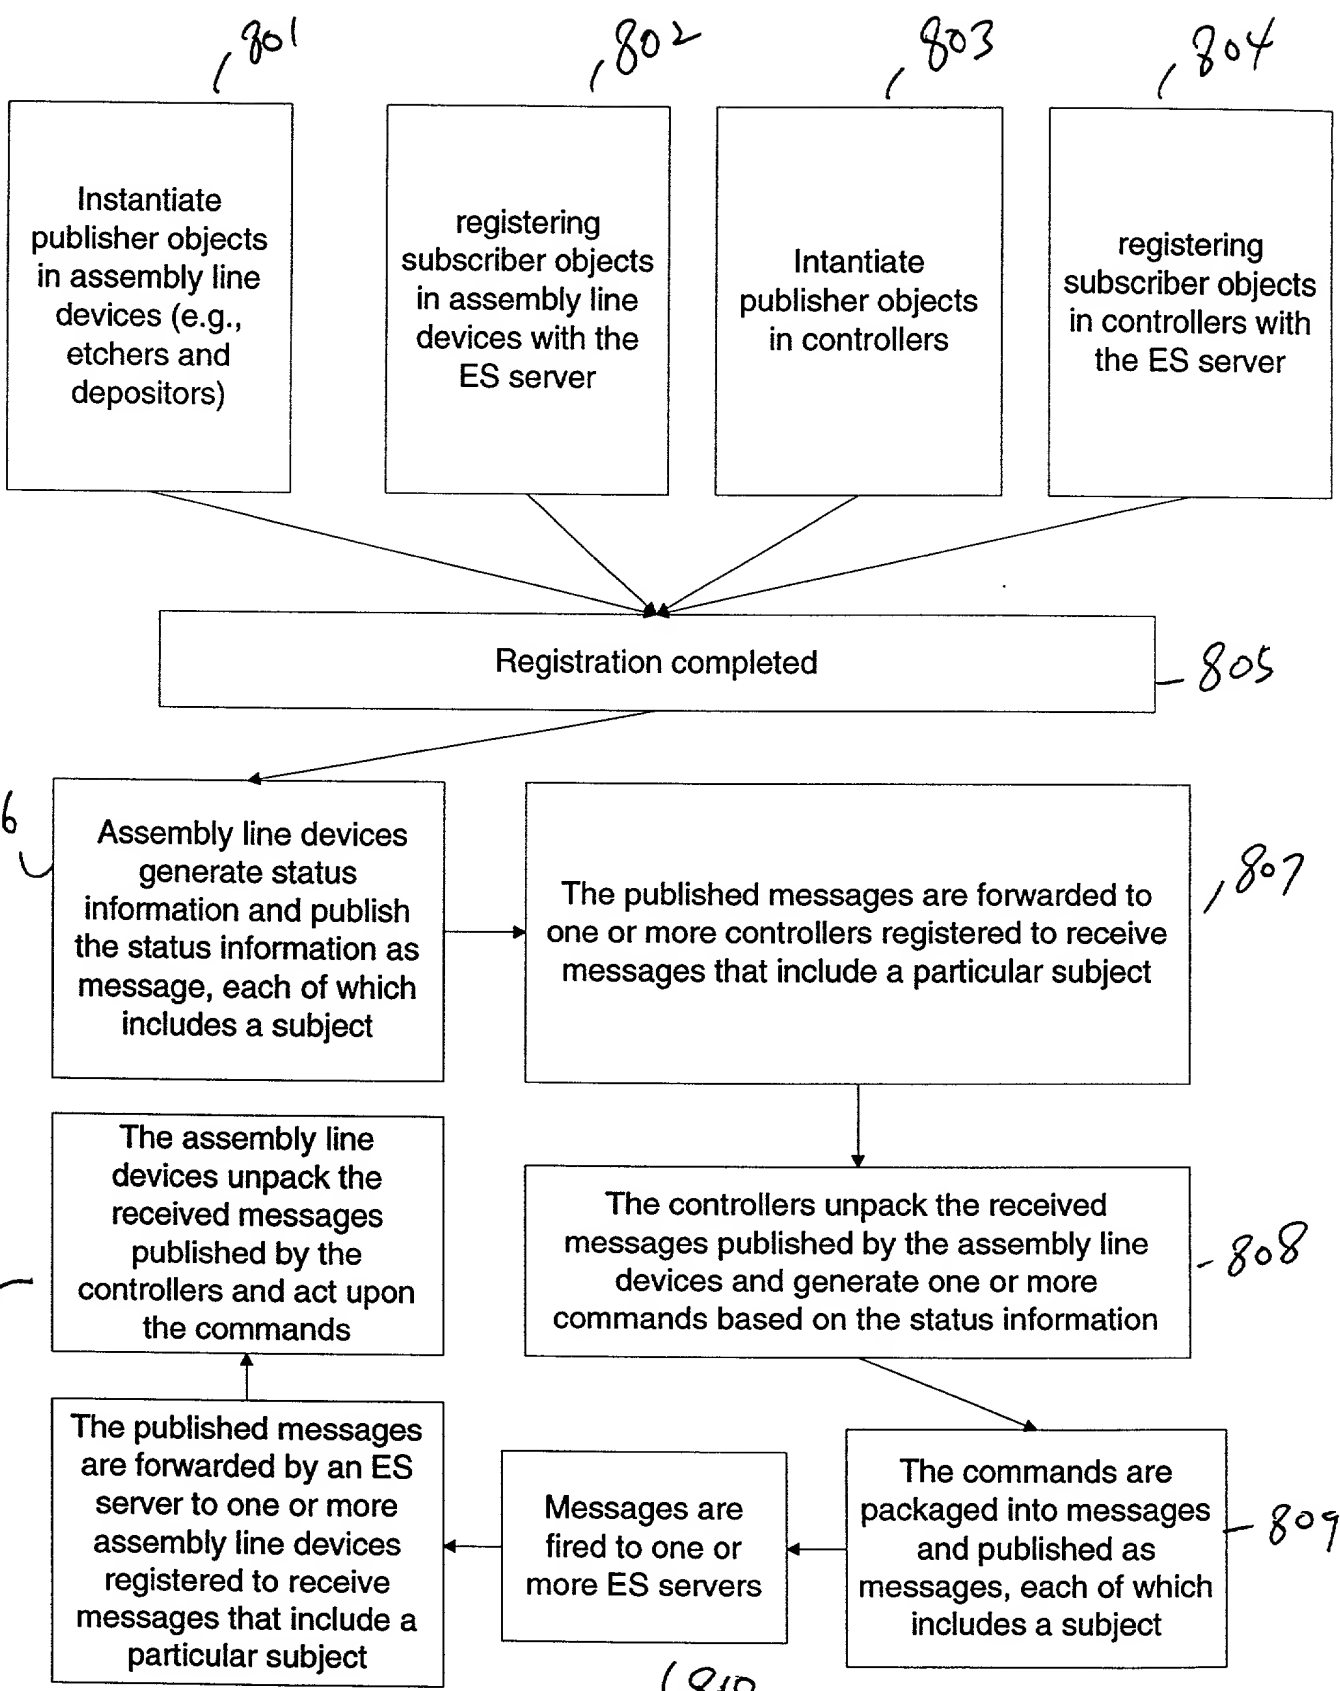 801
802
803
804
Instantiate
publisher objects
in assembly line
devices (e.g.,
etchers and
depositors)
registering
subscriber objects
in assembly line
devices with the
ES server
Intantiate
publisher objects
in controllers
registering
subscriber objects
in controllers with
the ES server
Registration completed
805
6
Assembly line devices
generate status
information and publish
the status information as
message, each of which
includes a subject
The published messages are forwarded to
one or more controllers registered to receive
messages that include a particular subject
807
The assembly line
devices unpack the
received messages
published by the
controllers and act upon
the commands
The controllers unpack the received
messages published by the assembly line
devices and generate one or more
commands based on the status information
808
The published messages
are forwarded by an ES
server to one or more
assembly line devices
registered to receive
messages that include a
particular subject
Messages are
fired to one or
more ES servers
The commands are
packaged into messages
and published as
messages, each of which
includes a subject
809
810